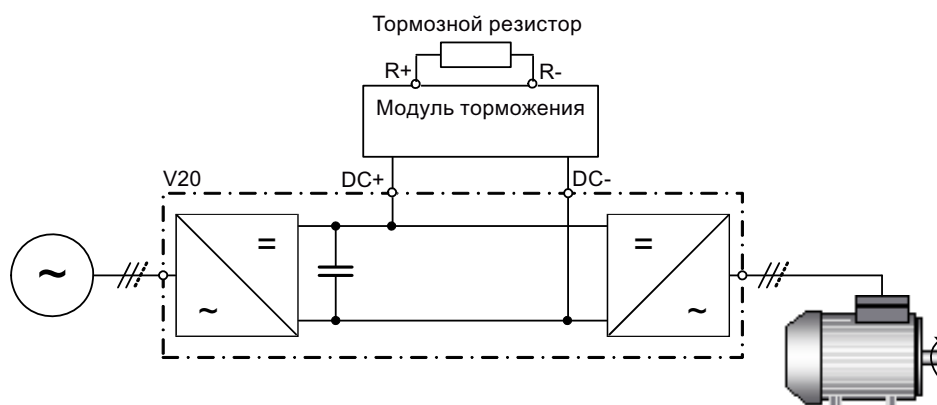 Тормозной резистор
R+ R-
Модуль торможения
V20 DC+ DC-
= =
~ ~ ~